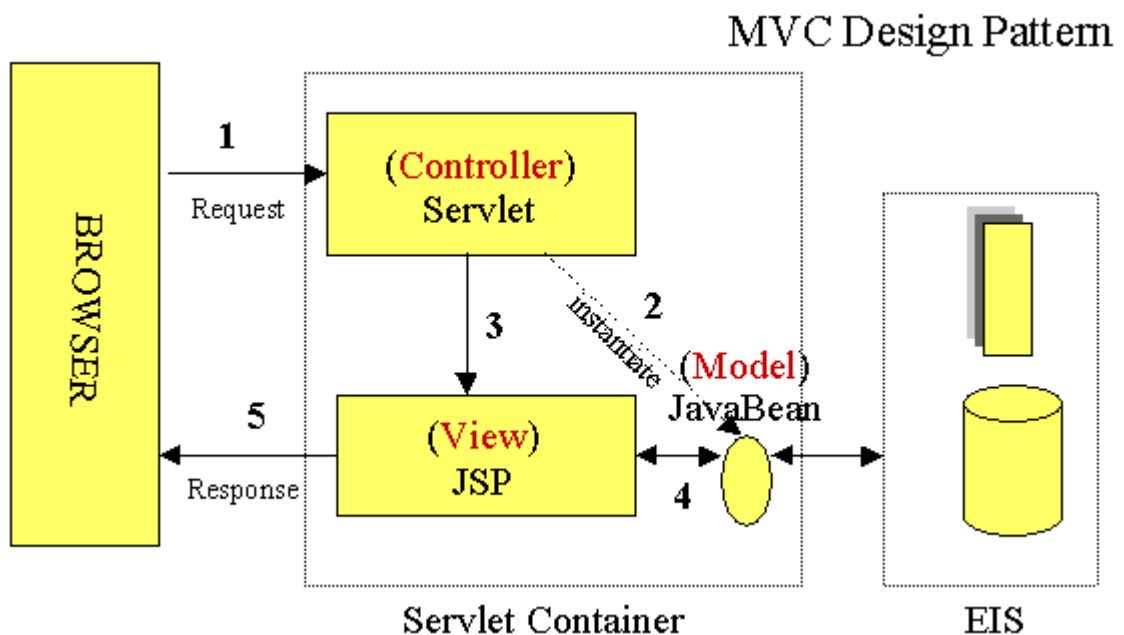 MVC Design Pattern
BROWSER
1
Request
(Controller)
Servlet
2
instantiate
3
(Model)
JavaBean
(View)
JSP
4
5
Response
Servlet Container
EIS